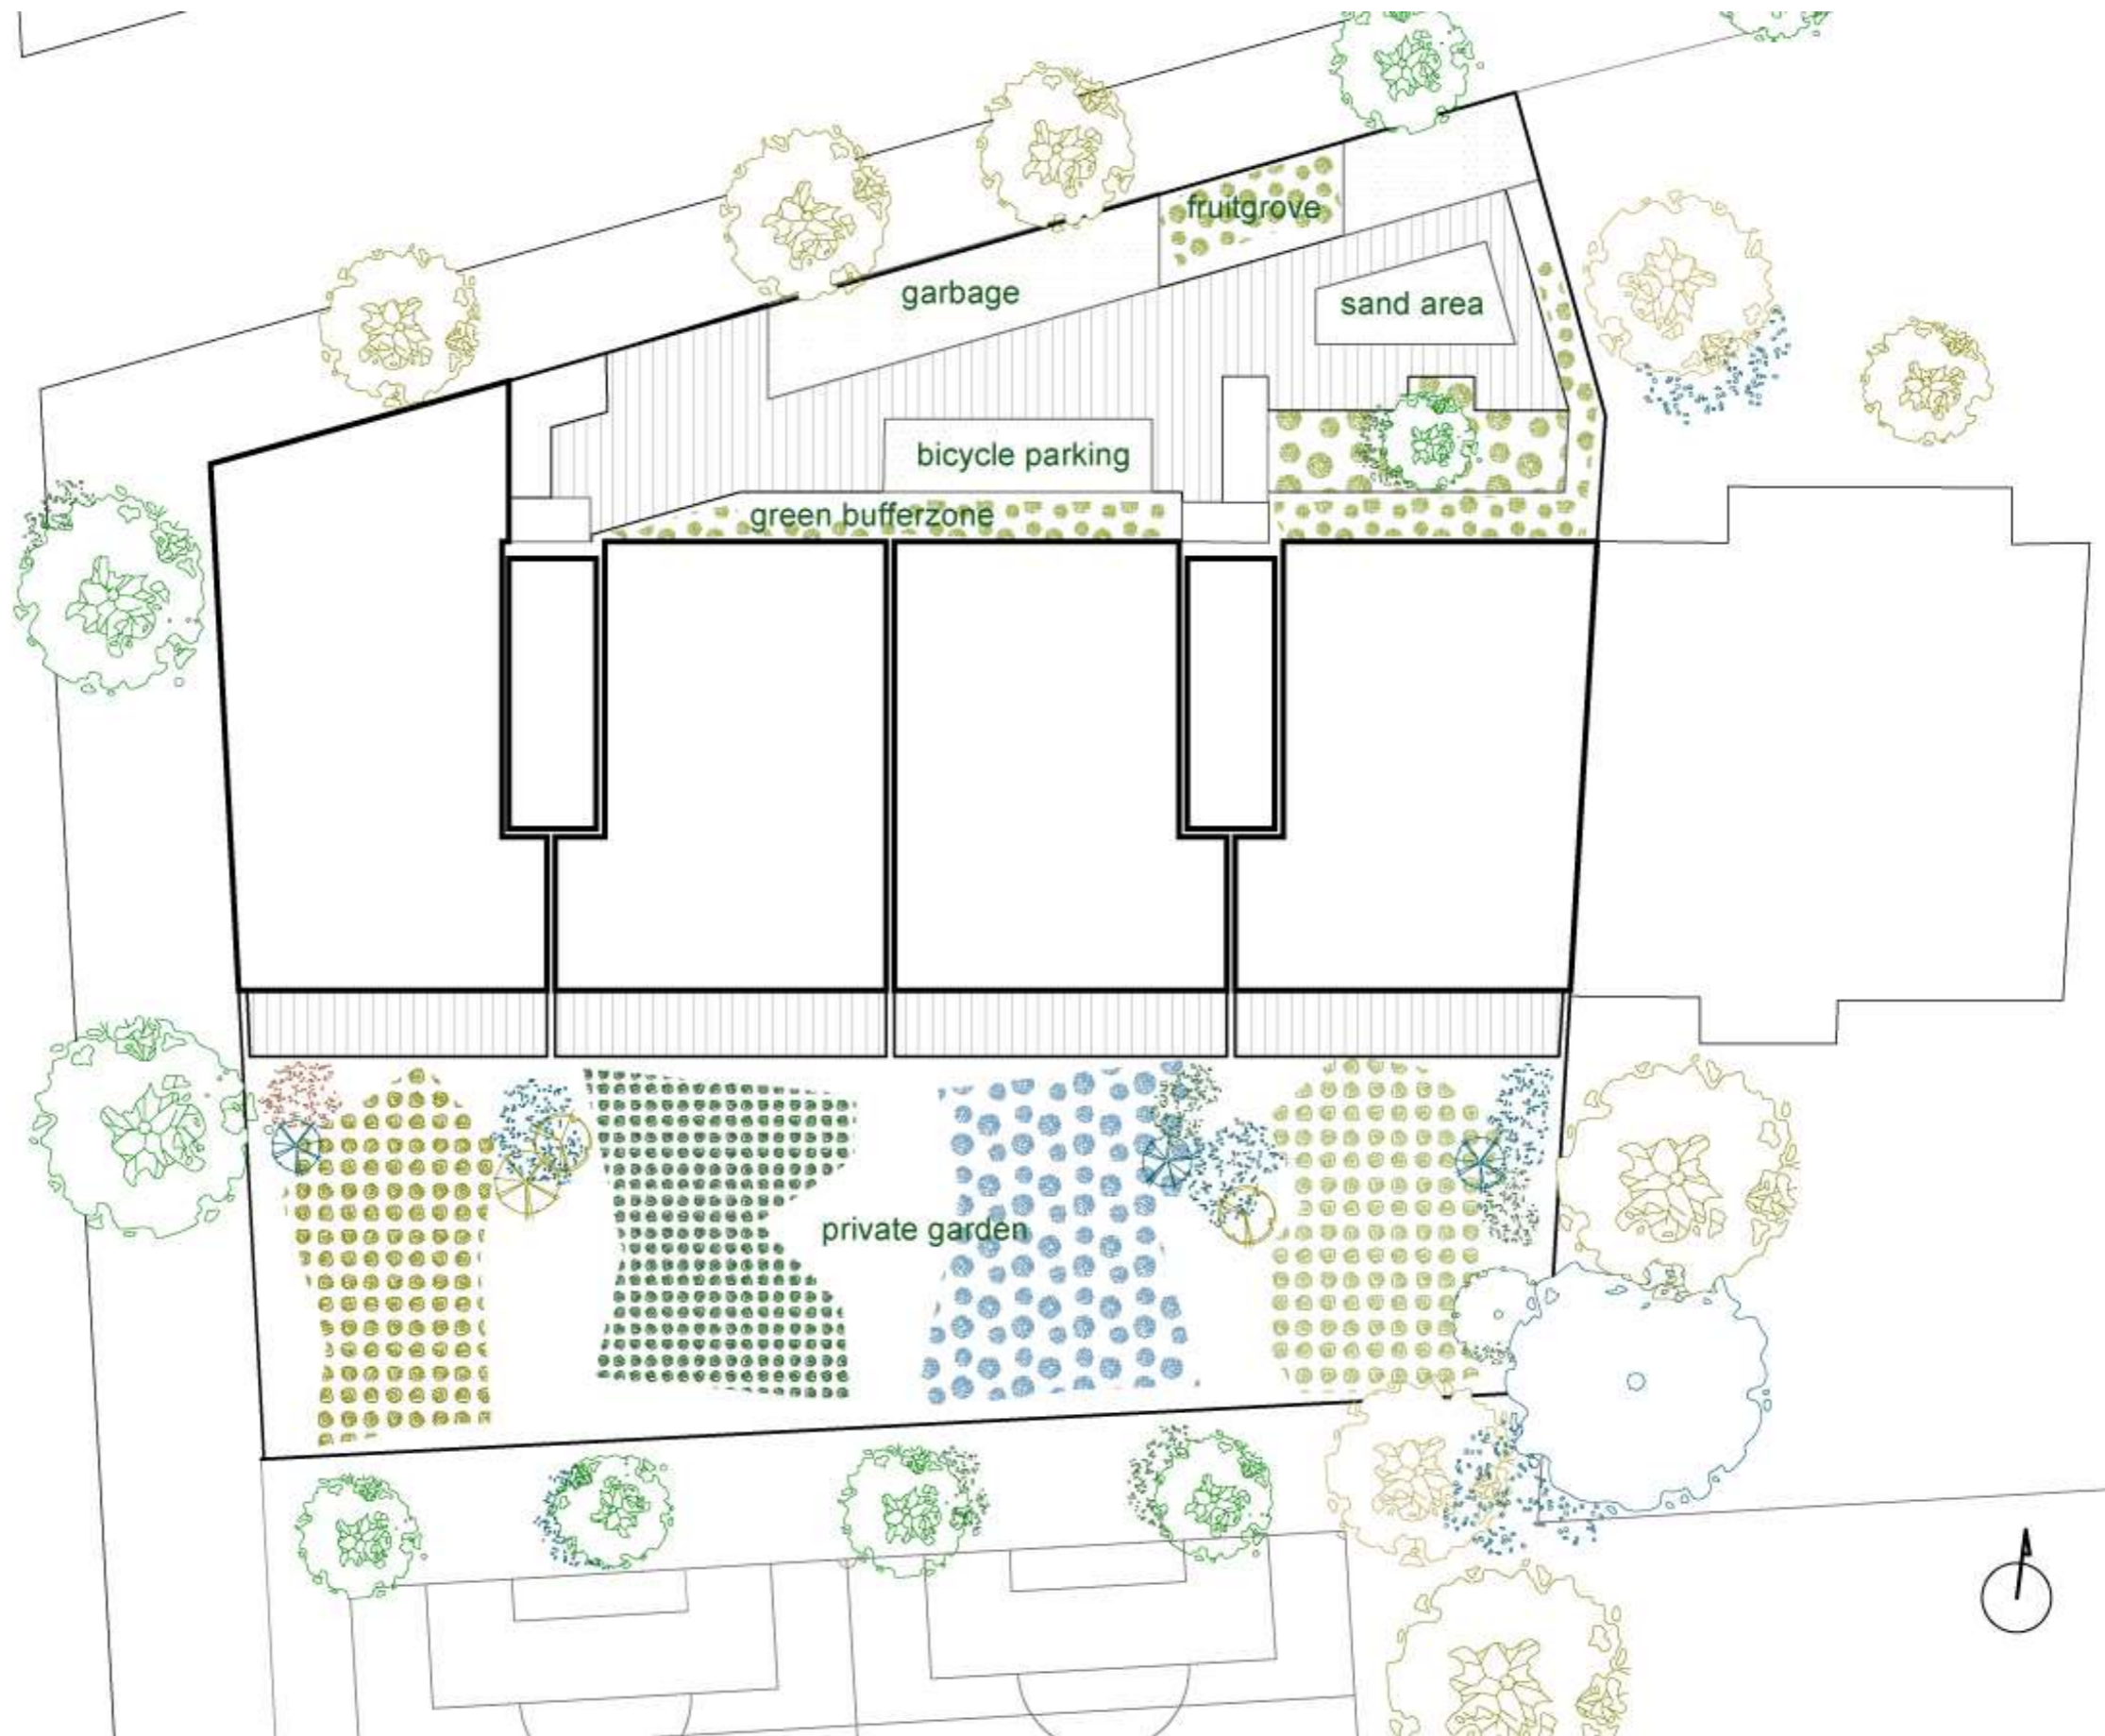 fruitgrove
garbage
sand area
bicycle parking
green bufferzone
private garden